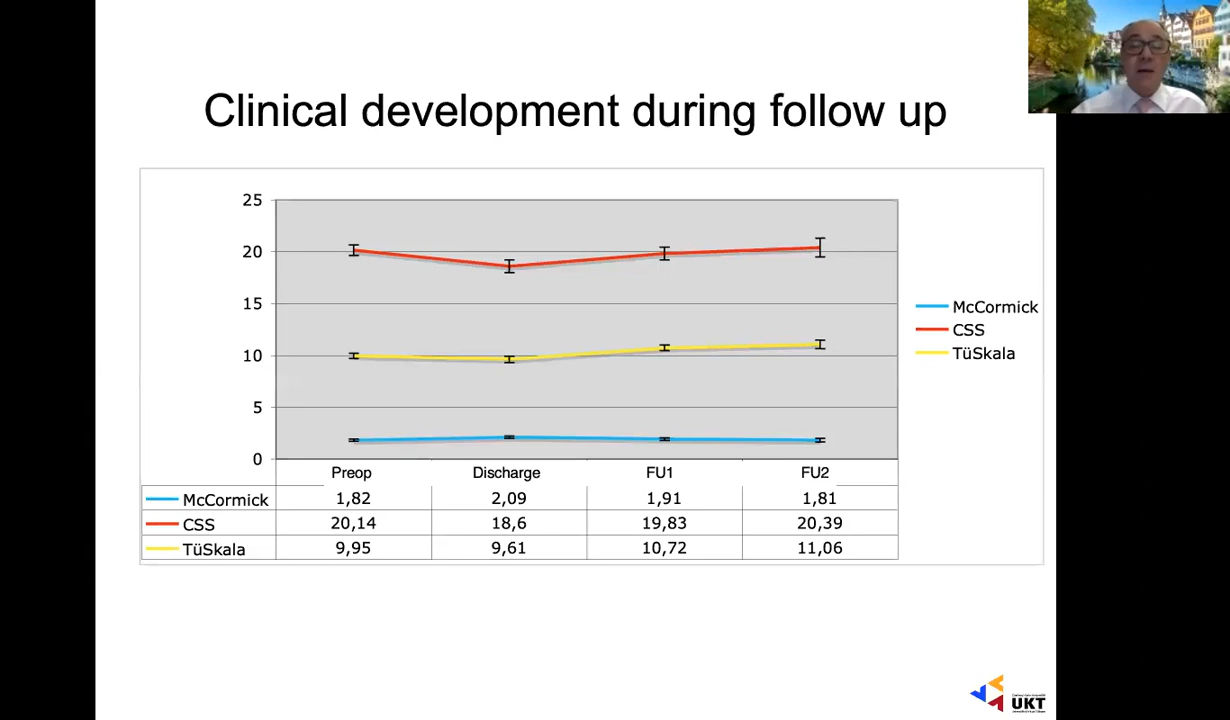 Clinical development during follow up
25
20
15
10
5
0
McCormick
CSS
TüSkala
Preop Discharge FU1 FU2
McCormick 1,82 2,09 1,91 1,81
CSS 20,14 18,6 19,83 20,39
TüSkala 9,95 9,61 10,72 11,06
UKT